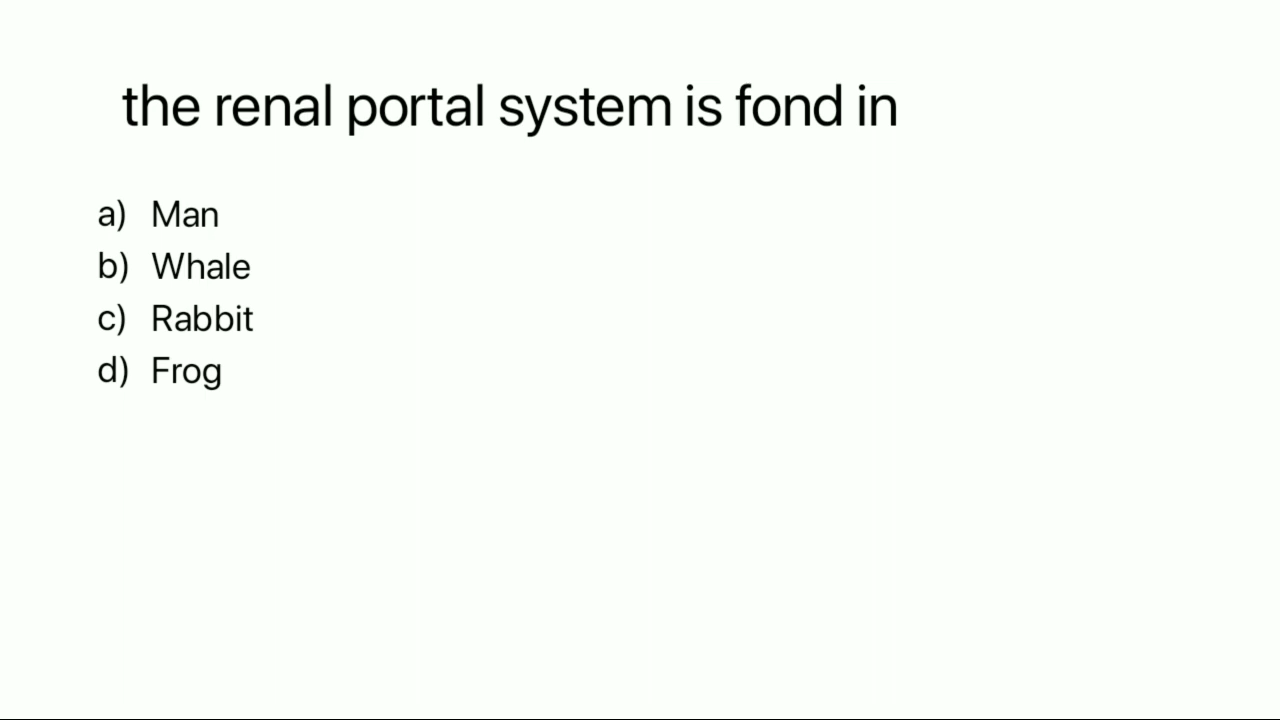 the renal portal system is fond in
a) Man
b) Whale
c) Rabbit
d) Frog